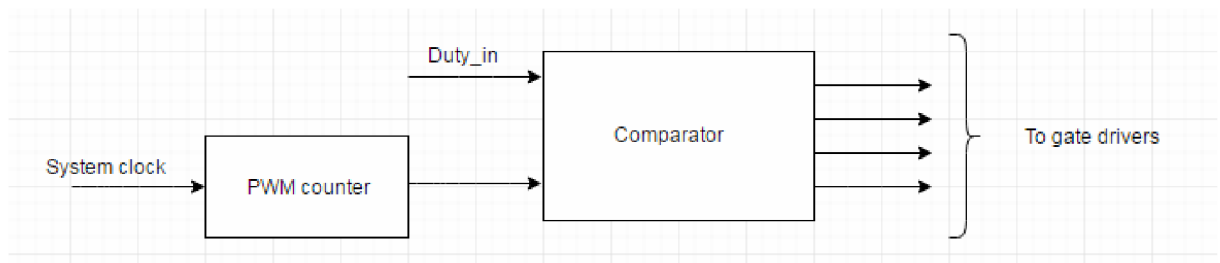 Duty_in
Comparator
To gate drivers
System clock
PWM counter